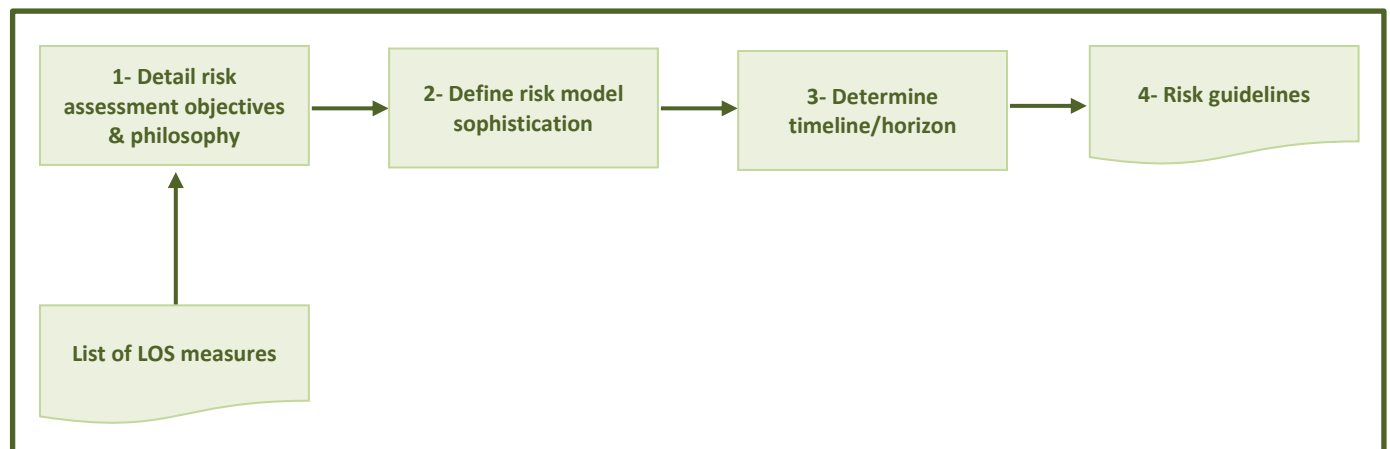 1- Detail risk
assessment objectives
& philosophy
2- Define risk model
sophistication
3- Determine
timeline/horizon
4- Risk guidelines
List of LOS measures